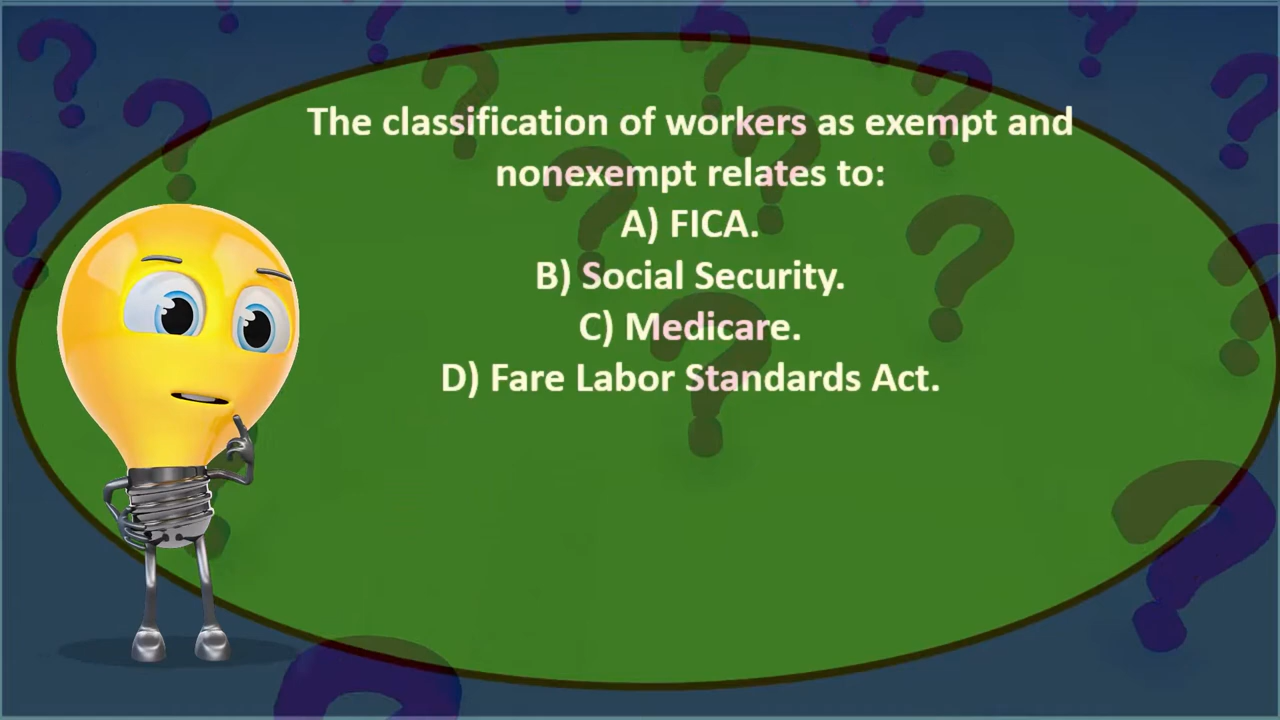 The classification of workers as exempt and
nonexempt relates to:
A) FICA.
B) Social Security.
C) Medicare.
D) Fare Labor Standards Act.